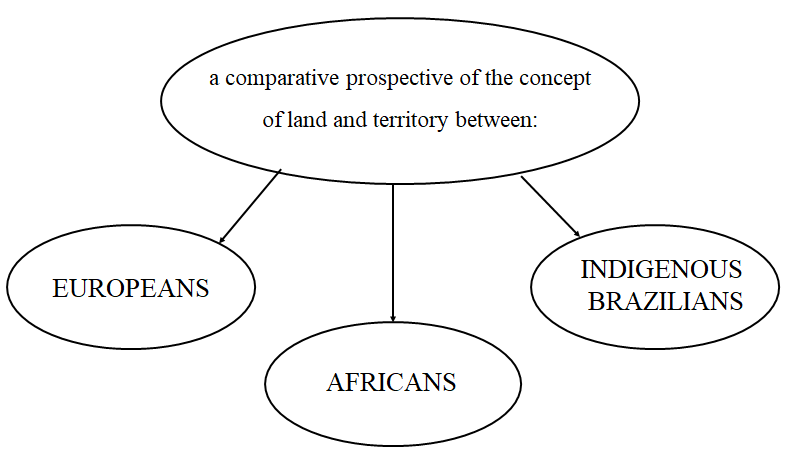 a comparative prospective of the concept
of land and territory between:
EUROPEANS
AFRICANS
INDIGENOUS
BRAZILIANS